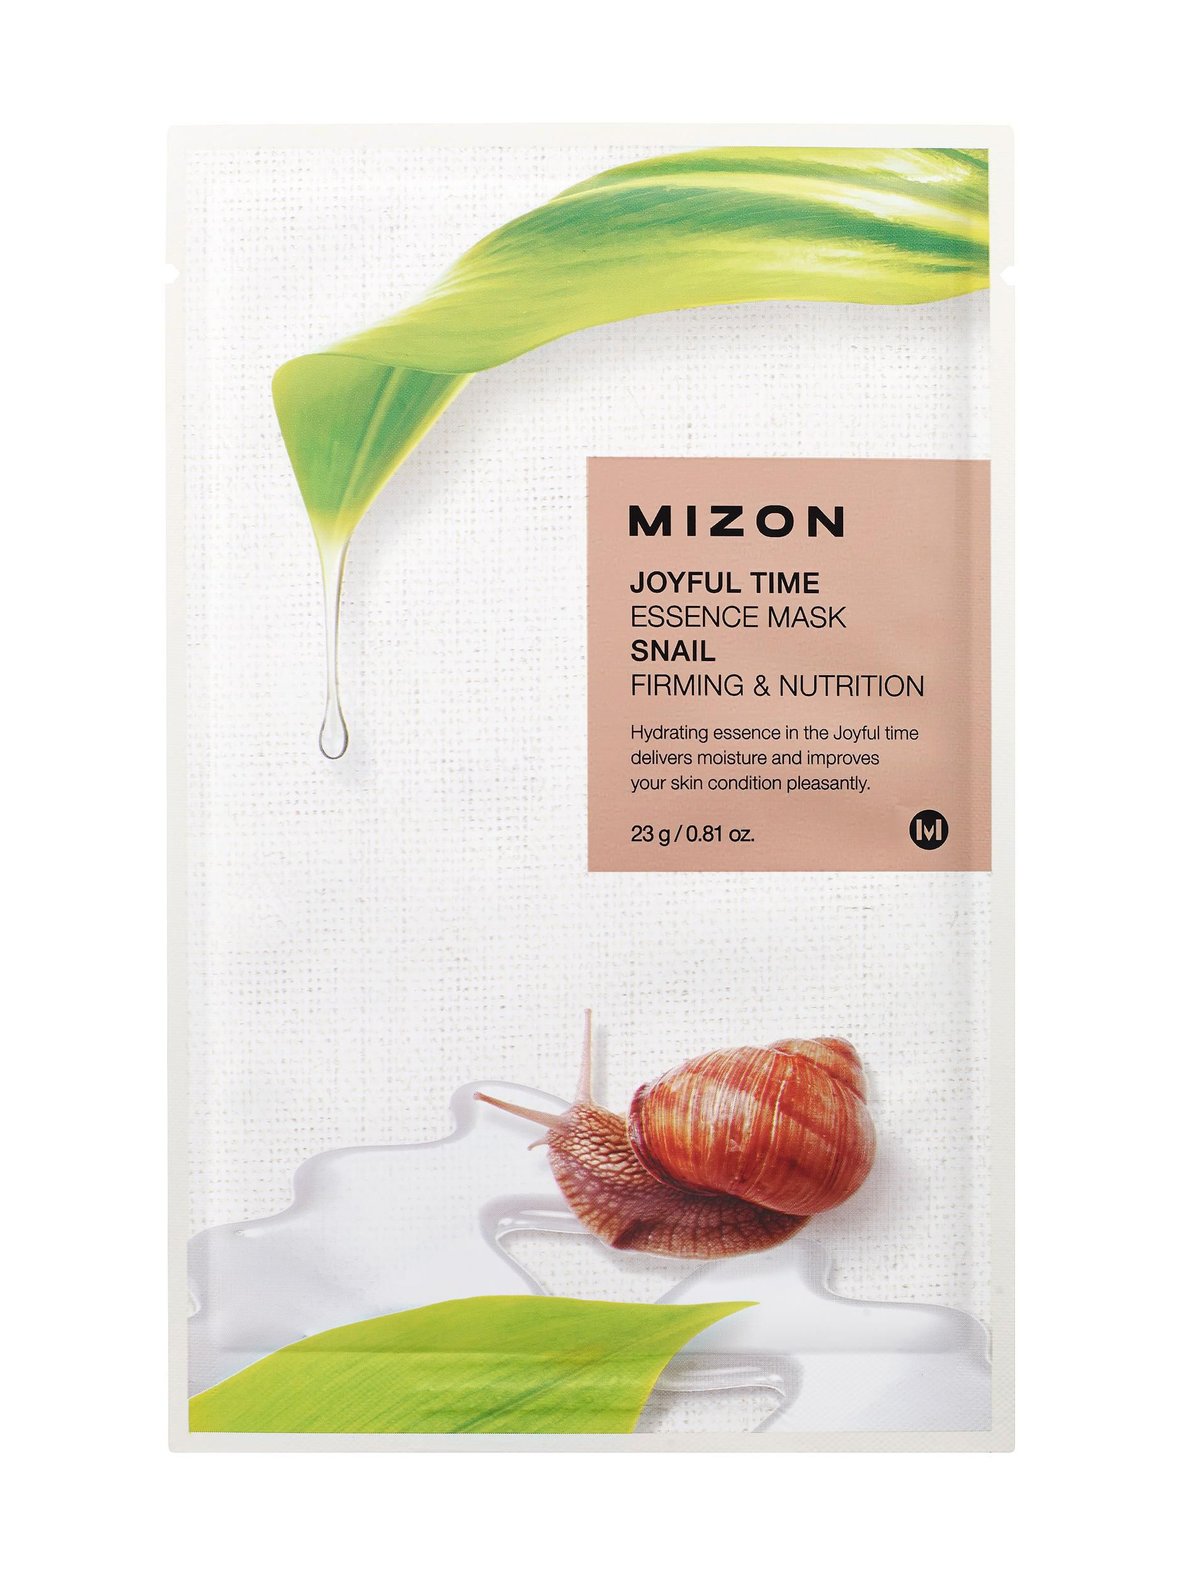 MIZON
JOYFUL TIME
ESSENCE MASK
SNAIL
FIRMING & NUTRITION
Hydrating essence in the Joyful time
delivers moisture and improves
your skin condition pleasantly.
23 g / 0.81 oz.
M